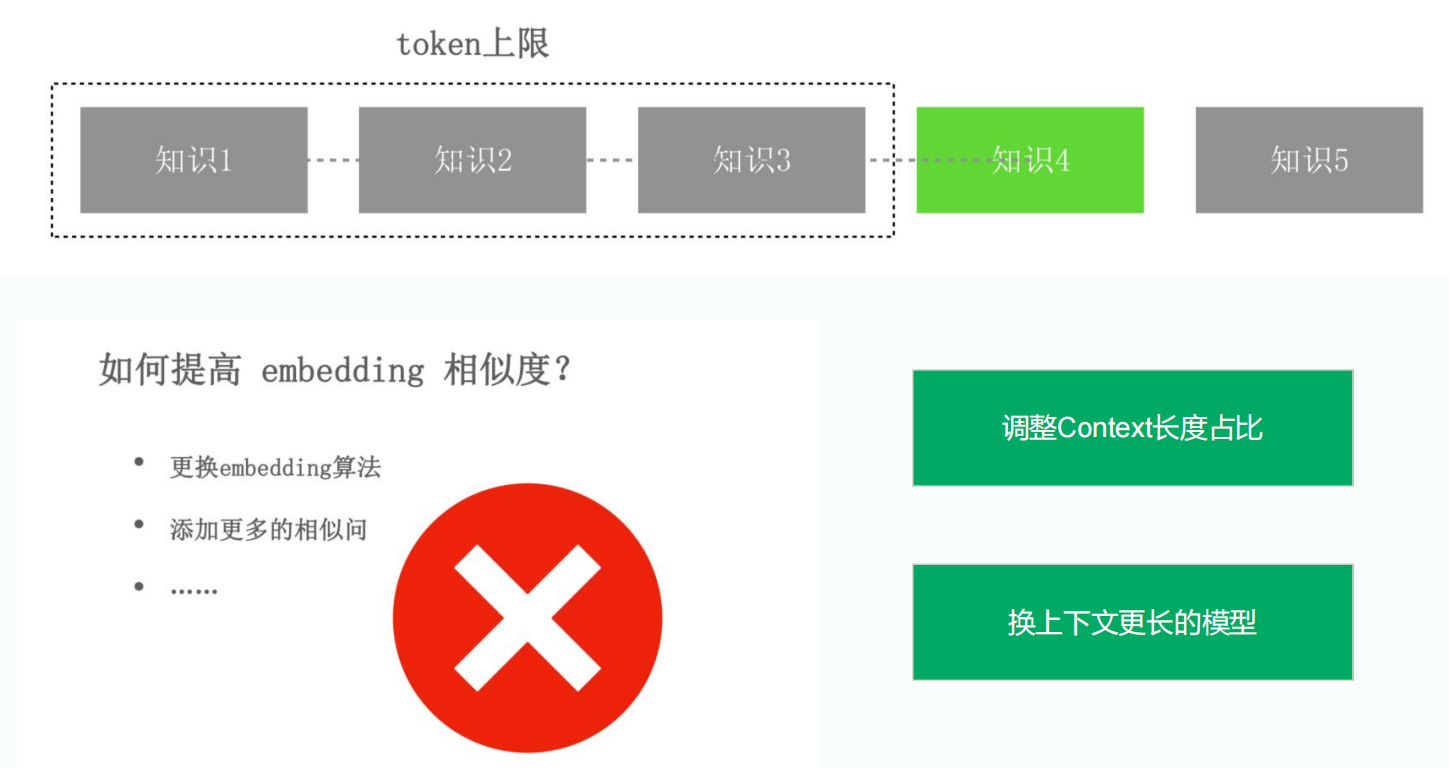 token上限
知识1
知识2
知识3
知识4
知识5
如何提高 embedding 相似度？
• 更换embedding算法
• 添加更多的相似问
• ……
调整Context长度占比
换上下文更长的模型